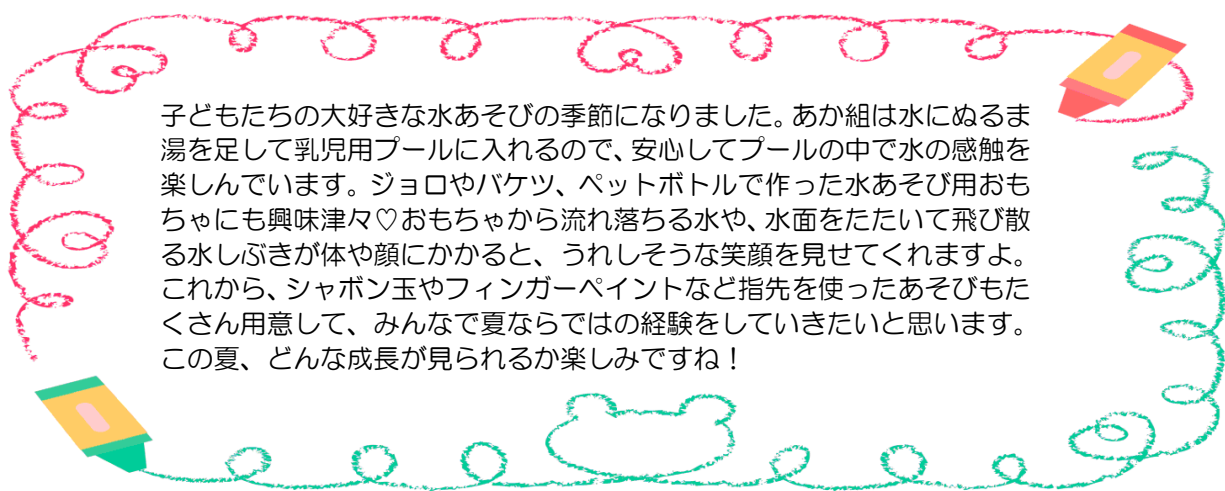 子どもたちの大好きな水あそびの季節になりました。あか組は水にぬるま
湯を足して乳児用プールに入れるので、安心してプールの中で水の感触を
楽しんでいます。ジョロやバケツ、ペットボトルで作った水あそび用おも
ちゃにも興味津々♡おもちゃから流れ落ちる水や、水面をたたいて飛び散
る水しぶきが体や顔にかかると、うれしそうな笑顔を見せてくれますよ。
これから、シャボン玉やフィンガーペイントなど指先を使ったあそびもた
くさん用意して、みんなで夏ならではの経験をしていきたいと思います。
この夏、どんな成長が見られるか楽しみですね！